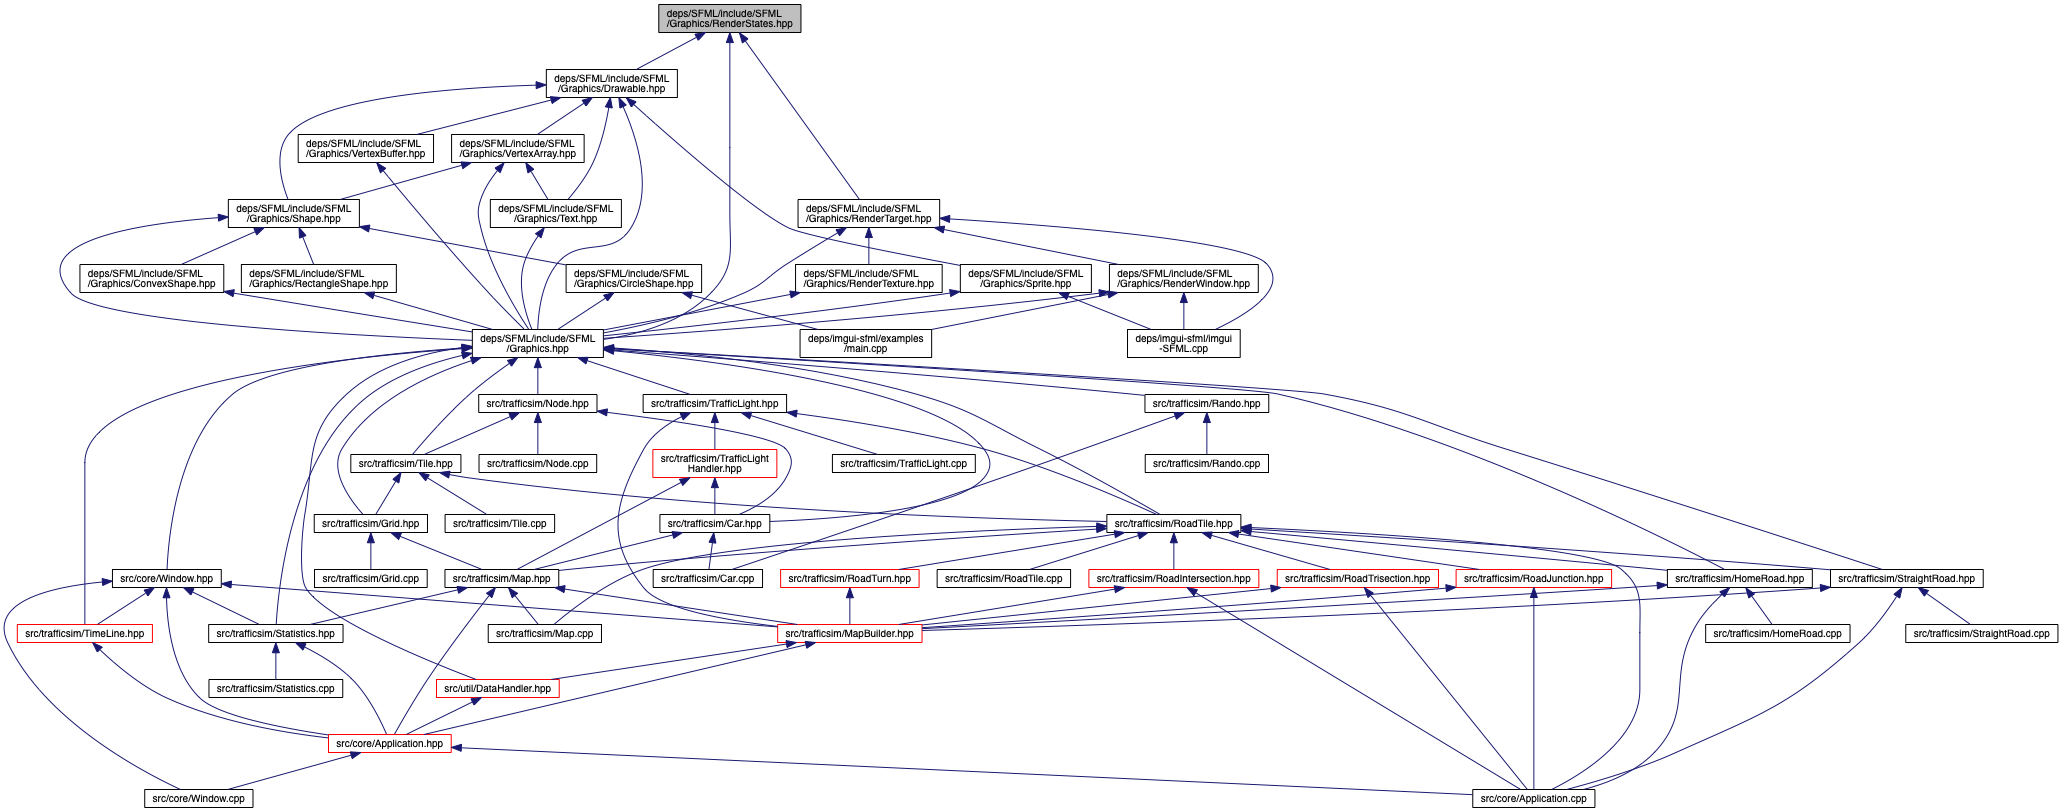 deps/SFML/include/SFML
/Graphics/RenderStates.hpp
deps/SFML/include/SFML
/Graphics/Drawable.hpp
deps/SFML/include/SFML
/Graphics/VertexBuffer.hpp
deps/SFML/include/SFML
/Graphics/VertexArray.hpp
deps/SFML/include/SFML
/Graphics/Shape.hpp
deps/SFML/include/SFML
/Graphics/Text.hpp
deps/SFML/include/SFML
/Graphics/RenderTarget.hpp
deps/SFML/include/SFML
/Graphics/ConvexShape.hpp
deps/SFML/include/SFML
/Graphics/RectangleShape.hpp
deps/SFML/include/SFML
/Graphics/CircleShape.hpp
deps/SFML/include/SFML
/Graphics/RenderTexture.hpp
deps/SFML/include/SFML
/Graphics/Sprite.hpp
deps/SFML/include/SFML
/Graphics/RenderWindow.hpp
deps/SFML/include/SFML
/Graphics.hpp
deps/imgui-sfml/examples
/main.cpp
deps/imgui-sfml/imgui
-SFML.cpp
src/trafficsim/Node.hpp
src/trafficsim/TrafficLight.hpp
src/trafficsim/Rando.hpp
src/trafficsim/Tile.hpp
src/trafficsim/Node.cpp
src/trafficsim/TrafficLight
Handler.hpp
src/trafficsim/TrafficLight.cpp
src/trafficsim/Rando.cpp
src/trafficsim/Grid.hpp
src/trafficsim/Tile.cpp
src/trafficsim/Car.hpp
src/trafficsim/RoadTile.hpp
src/core/Window.hpp
src/trafficsim/Grid.cpp
src/trafficsim/Map.hpp
src/trafficsim/Car.cpp
src/trafficsim/RoadTurn.hpp
src/trafficsim/RoadTile.cpp
src/trafficsim/RoadIntersection.hpp
src/trafficsim/RoadTrisection.hpp
src/trafficsim/RoadJunction.hpp
src/trafficsim/HomeRoad.hpp
src/trafficsim/StraightRoad.hpp
src/trafficsim/TimeLine.hpp
src/trafficsim/Statistics.hpp
src/trafficsim/Map.cpp
src/trafficsim/MapBuilder.hpp
src/trafficsim/HomeRoad.cpp
src/trafficsim/StraightRoad.cpp
src/trafficsim/Statistics.cpp
src/util/DataHandler.hpp
src/core/Application.hpp
src/core/Window.cpp
src/core/Application.cpp